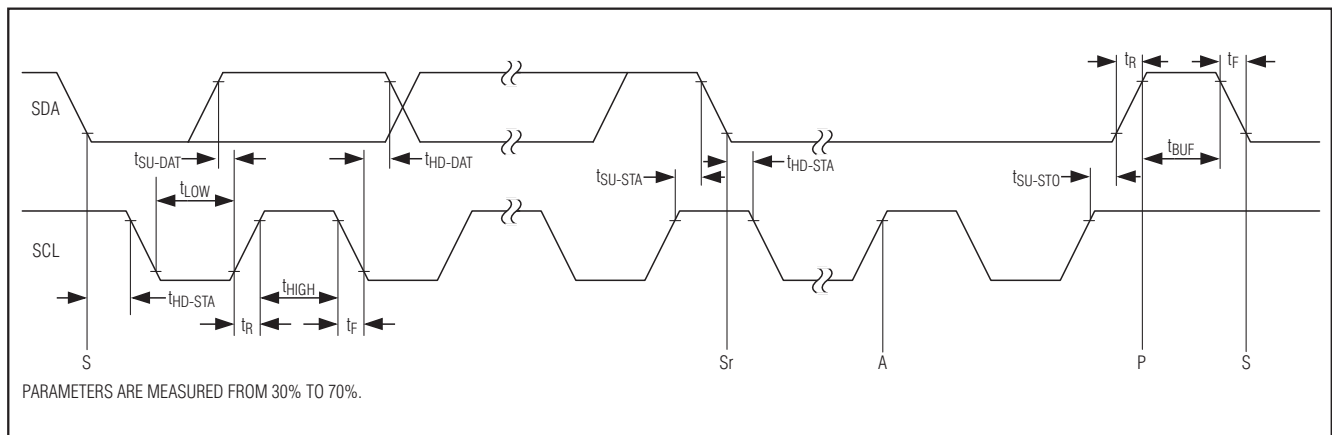 tR
tF
SDA
tSU-DAT
tHD-DAT
tSU-STA
tHD-STA
tBUF
tSU-STO
tLOW
SCL
tHD-STA
tHIGH
tR
tF
S
Sr
A
P
S
PARAMETERS ARE MEASURED FROM 30% TO 70%.